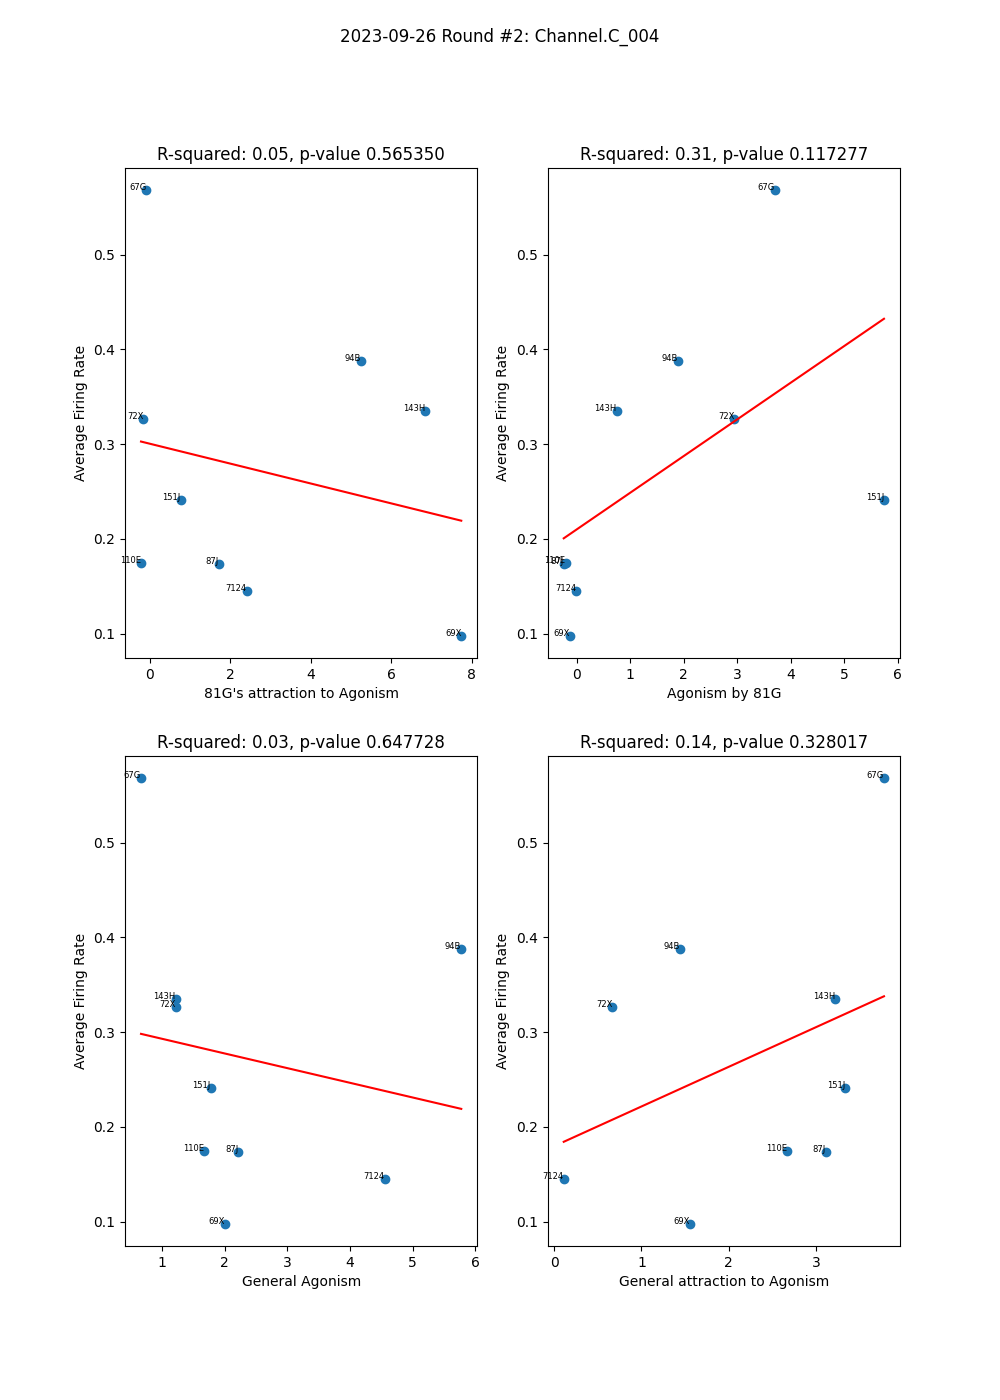 2023-09-26 Round #2: Channel.C_004
R-squared: 0.05, p-value 0.565350
67G
94B
143H
72X
151J
110E
87J
7124
69X
0.5
0.4
0.3
0.2
0.1
Average Firing Rate
0 2 4 6 8
81G's attraction to Agonism
R-squared: 0.31, p-value 0.117277
67G
94B
143H
72X
151J
110E
87J
7124
69X
0.5
0.4
0.3
0.2
0.1
Average Firing Rate
0 1 2 3 4 5 6
Agonism by 81G
R-squared: 0.03, p-value 0.647728
67G
94B
143H
72X
151J
110E
87J
7124
69X
0.5
0.4
0.3
0.2
0.1
Average Firing Rate
1 2 3 4 5 6
General Agonism
R-squared: 0.14, p-value 0.328017
67G
94B
143H
72X
151J
110E
87J
7124
69X
0.5
0.4
0.3
0.2
0.1
Average Firing Rate
0 1 2 3
General attraction to Agonism